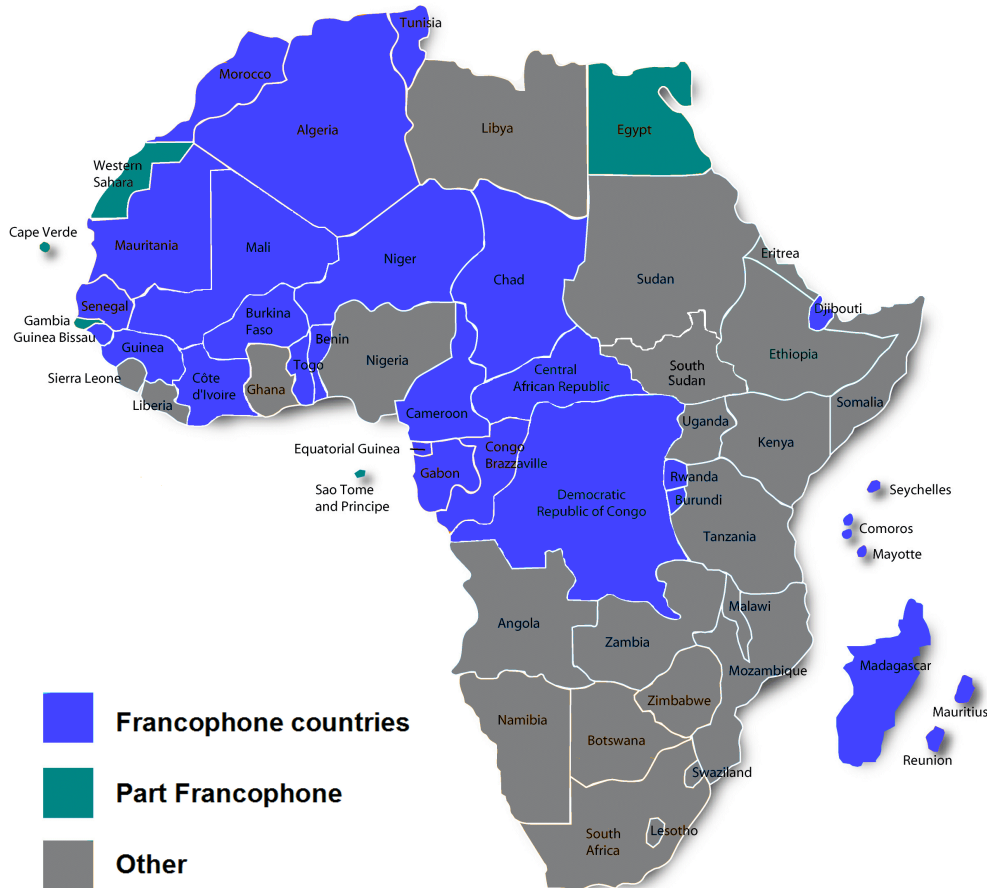 Tunisia
Morocco
Algeria
Libya
Egypt
Western
Sahara
Cape Verde
Mauritania
Mali
Niger
Chad
Sudan
Eritrea
Djibouti
Senegal
Gambia
Guinea Bissau
Guinea
Burkina
Faso
Benin
Togo
Nigeria
Sierra Leone
Liberia
Côte
d'Ivoire
Ghana
Cameroon
Central
African Republic
South
Sudan
Ethiopia
Somalia
Uganda
Kenya
Equatorial Guinea
Gabon
Congo
Brazzaville
Sao Tome
and Principe
Democratic
Republic of Congo
Rwanda
Burundi
Tanzania
Seychelles
Comoros
Mayotte
Angola
Zambia
Malawi
Mozambique
Madagascar
Mauritius
Reunion
Zimbabwe
Namibia
Botswana
Swaziland
South
Africa
Lesotho
Francophone countries
Part Francophone
Other